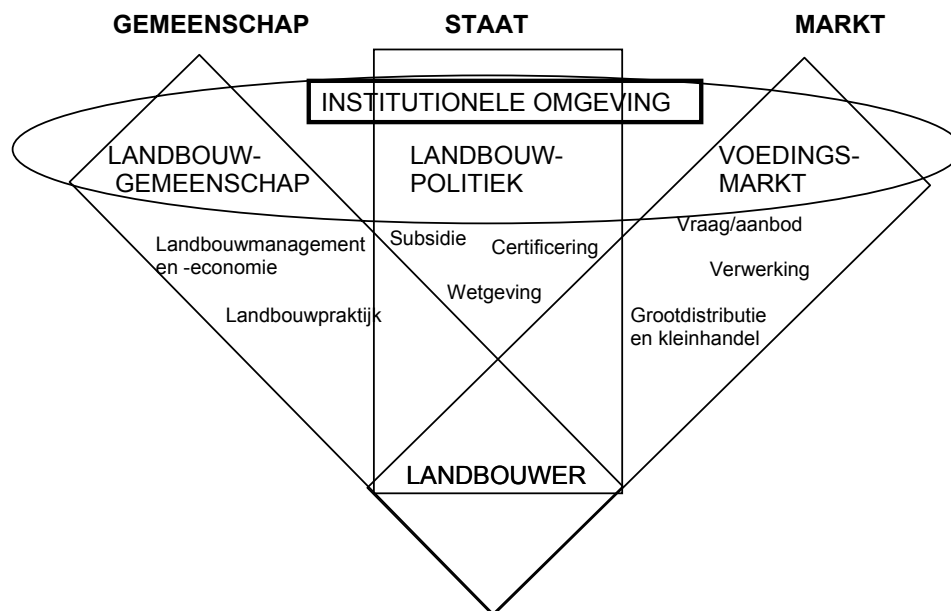 GEMEENSCHAP
STAAT
MARKT
INSTITUTIONELE OMGEVING
LANDBOUW-
GEMEENSCHAP
LANDBOUW-
POLITIEK
VOEDINGS-
MARKT
Landbouwmanagement
en -economie
Landbouwpraktijk
Subsidie
Certificering
Wetgeving
Vraag/aanbod
Verwerking
Grootdistributie
en kleinhandel
LANDBOUWER